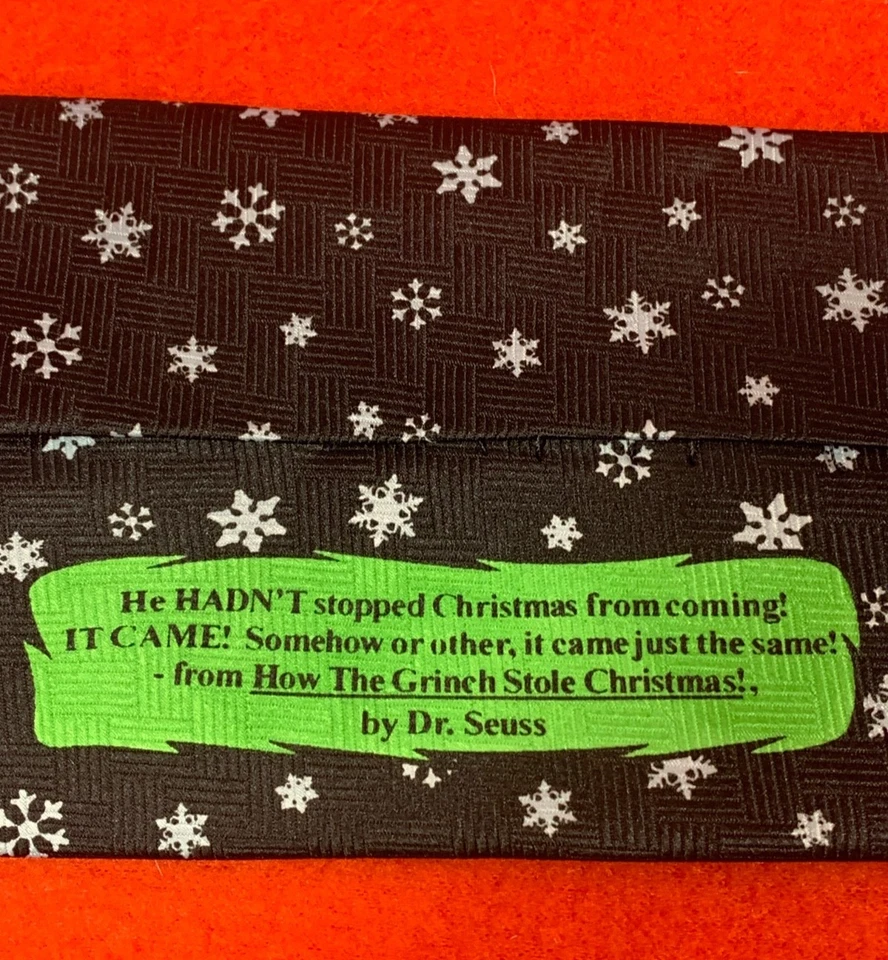 He HADN'T stopped Christmas from coming!
IT CAME! Somehow or other, it came just the same!
- from How The Grinch Stole Christmas!,
by Dr. Seuss